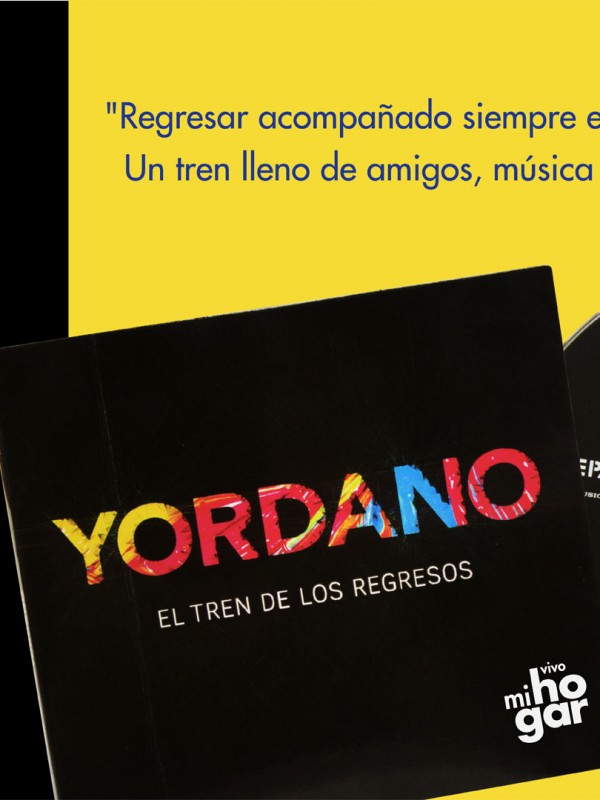 "Regresar acompañado siempre e
Un tren lleno de amigos, música
YORDANO
EL TREN DE LOS REGRESOS
vivo
mi ho
gar